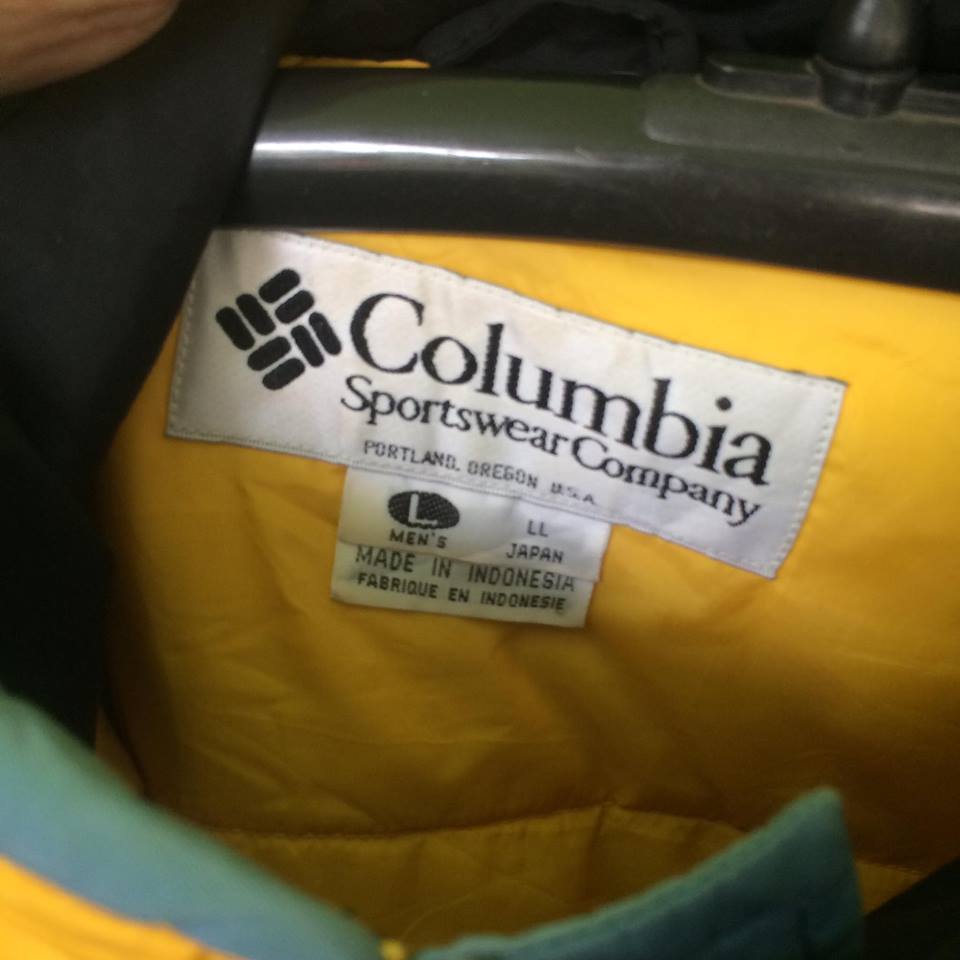 Columbia
Sportswear Company
PORTLAND, OREGON U.S.A
L LL
MEN'S JAPAN
MADE IN INDONESIA
FABRIQUE EN INDONESIE